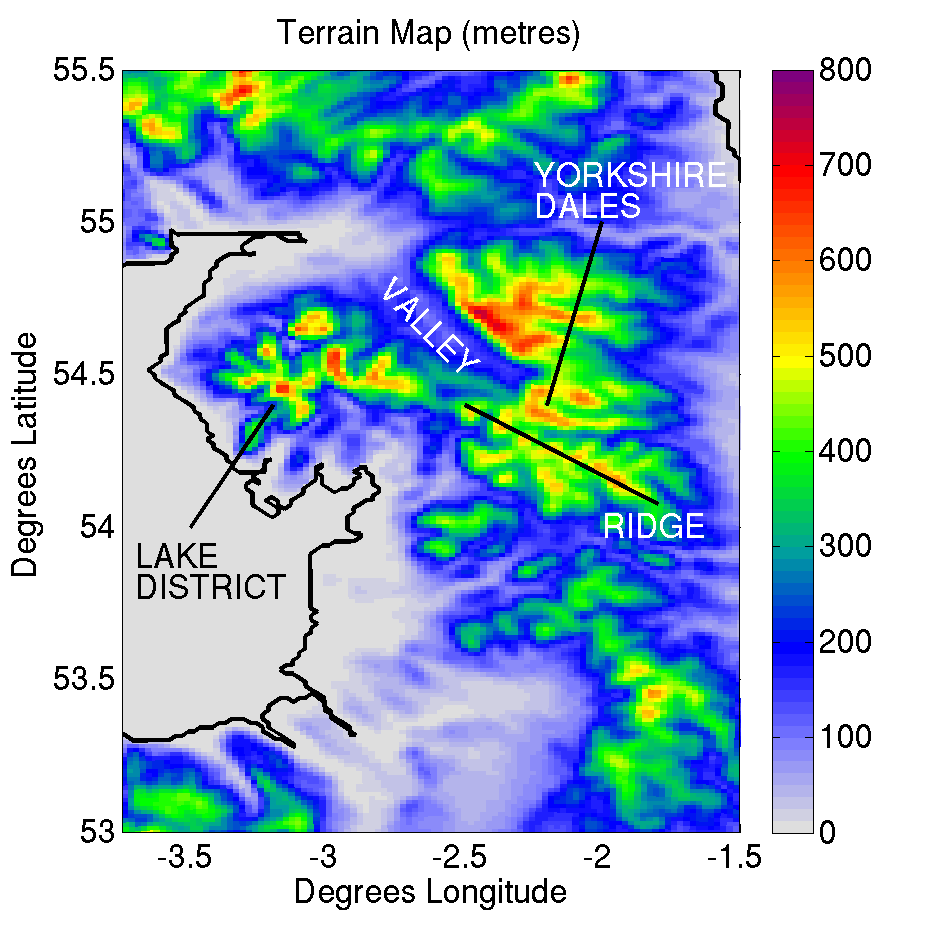 Terrain Map (metres)
55.5
55
54.5
54
53.5
53
Degrees Latitude
-3.5
-3
-2.5
-2
-1.5
Degrees Longitude
YORKSHIRE
DALES
VALLEY
RIDGE
LAKE
DISTRICT
800
700
600
500
400
300
200
100
0